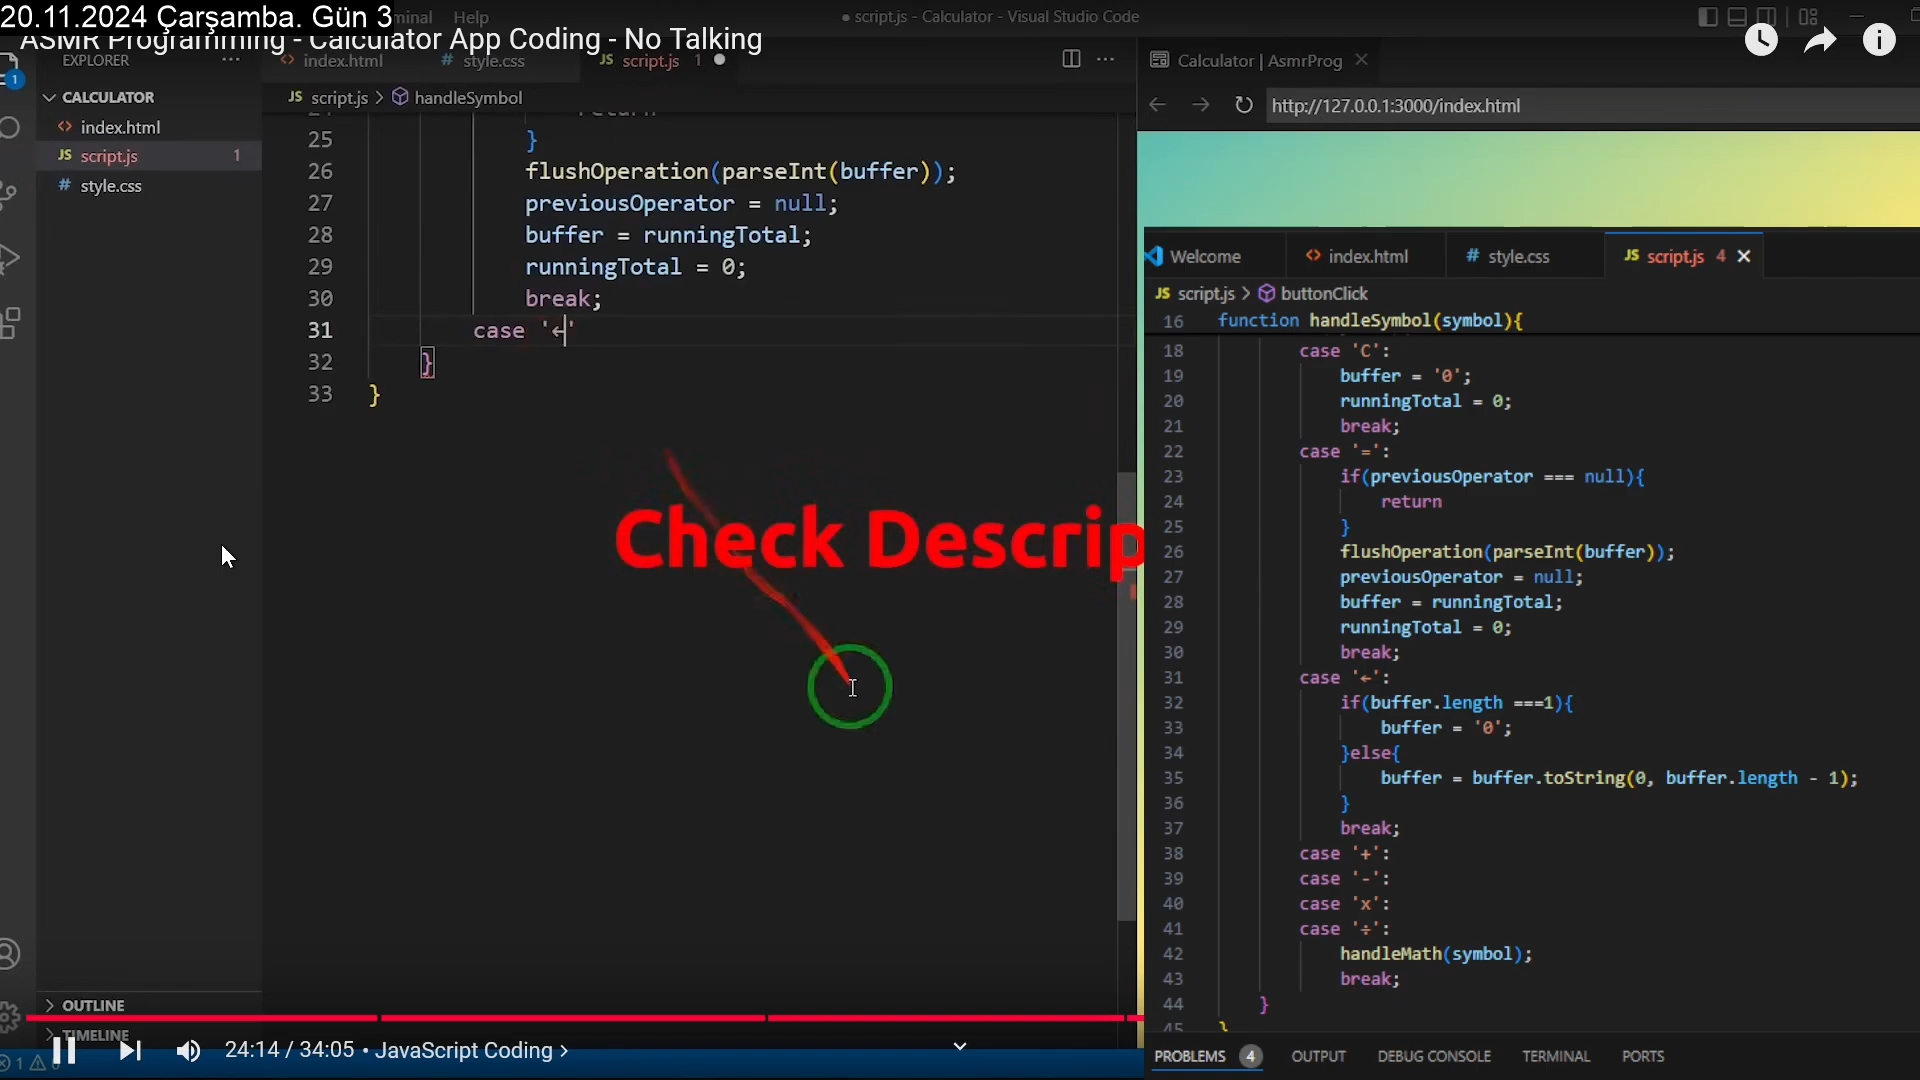 20.11.2024 Çarşamba. Gün 3
Help
script.js - Calculator - Visual Studio Code
ASMR Programming - Calculator App Coding - No Talking
EXPLORER
index.html
# style.css
JS script.js 1
Calculator | AsmrProg
1
CALCULATOR
JS script.js > handleSymbol
http://127.0.0.1:3000/index.html
index.html
JS script.js 1
# style.css
25 }
26 flushOperation(parseInt(buffer));
27 previousOperator = null;
28 buffer = runningTotal;
29 runningTotal = 0;
30 break;
31 case '←'
32 }
33 }
Check Descrip
Welcome
index.html
# style.css
JS script.js 4
JS script.js > buttonClick
16 function handleSymbol(symbol){
18 case 'C':
19 buffer = '0';
20 runningTotal = 0;
21 break;
22 case '=':
23 if(previousOperator === null){
24 return
25 }
26 flushOperation(parseInt(buffer));
27 previousOperator = null;
28 buffer = runningTotal;
29 runningTotal = 0;
30 break;
31 case '←':
32 if(buffer.length ===1){
33 buffer = '0';
34 }else{
35 buffer = buffer.toString(0, buffer.length - 1);
36 }
37 break;
38 case '+':
39 case '-':
40 case 'x':
41 case '÷':
42 handleMath(symbol);
43 break;
44 }
45 }
PROBLEMS 4
OUTPUT
DEBUG CONSOLE
TERMINAL
PORTS
OUTLINE
TIMELINE
24:14 / 34:05 • JavaScript Coding >
1